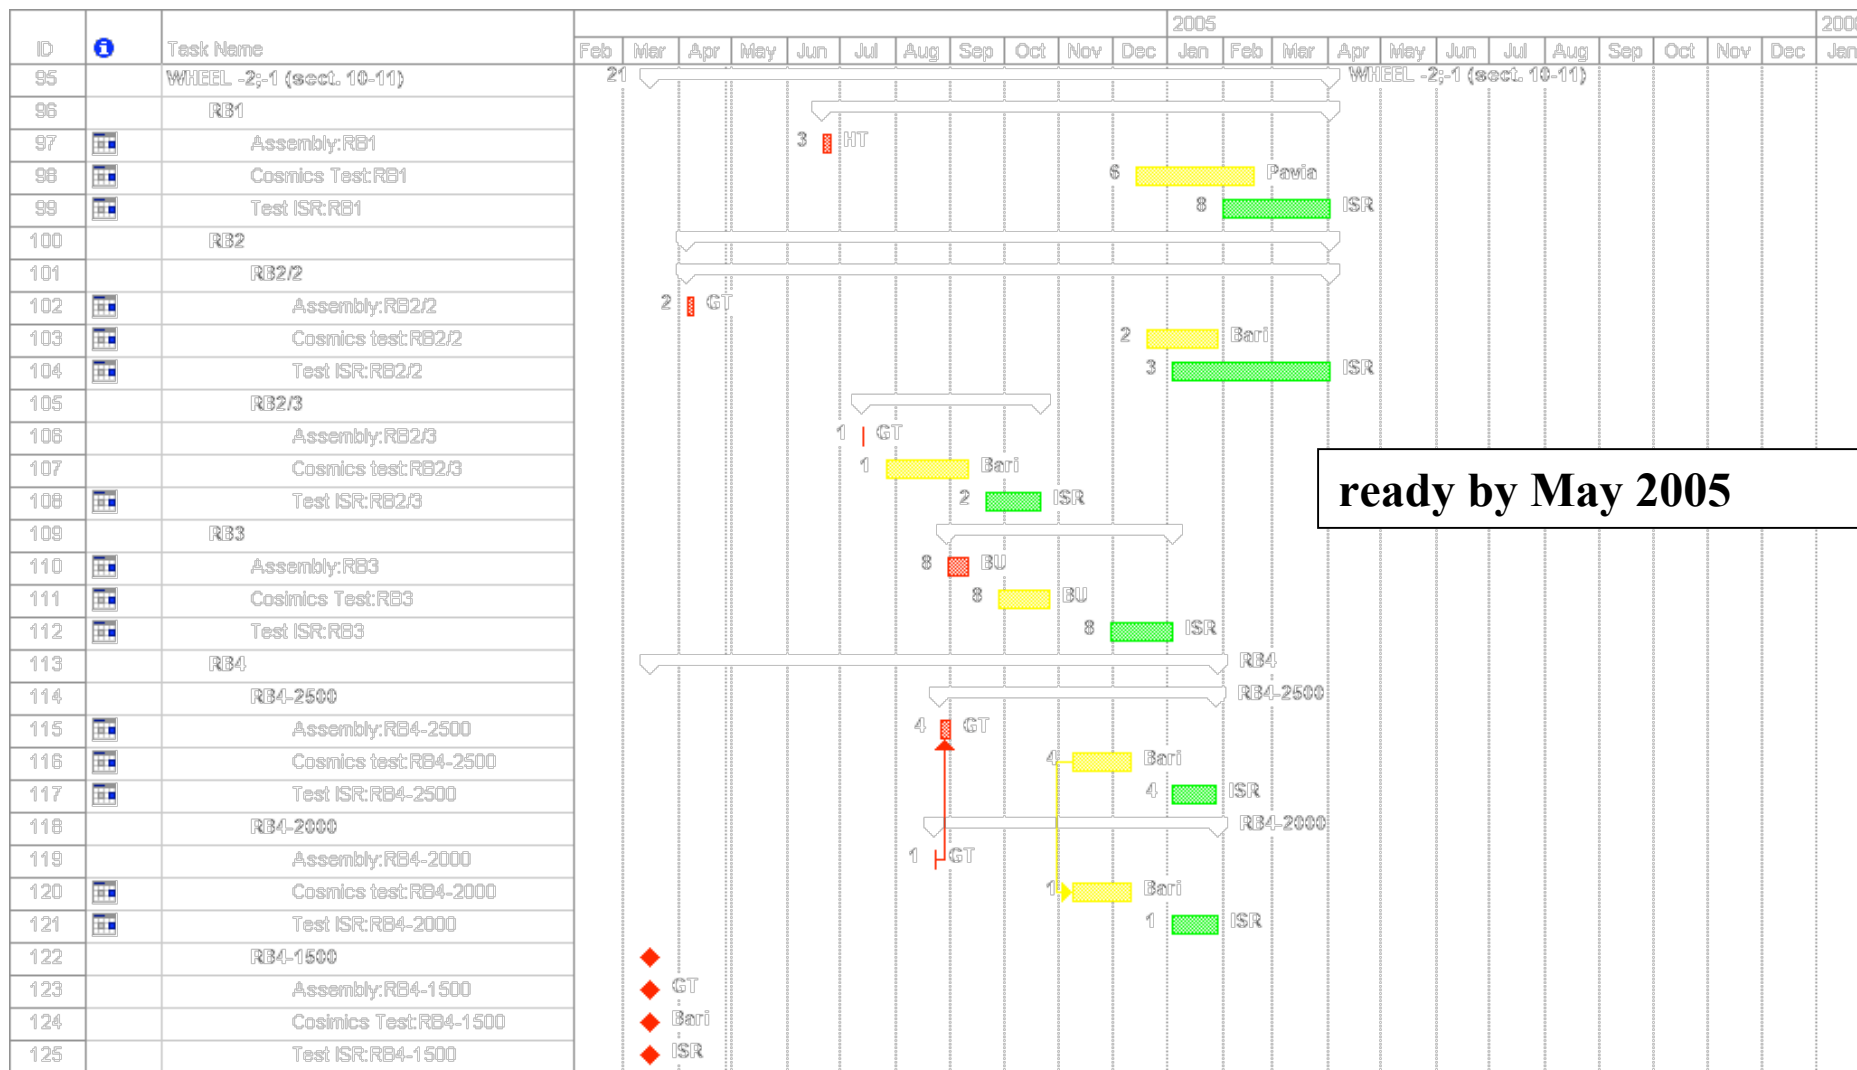 2005 2006
ID Task Name Feb Mar Apr May Jun Jul Aug Sep Oct Nov Dec Jan Feb Mar Apr May Jun Jul Aug Sep Oct Nov Dec Jan
95 WHEEL -2;-1 (sect. 10-11) 21 WHEEL -2;-1 (sect. 10-11)
96 RB1
97 Assembly:RB1 3 HT
98 Cosmics Test:RB1 6 Pavia
99 Test ISR:RB1 8 ISR
100 RB2
101 RB2/2
102 Assembly:RB2/2 2 GT
103 Cosmics test:RB2/2 2 Bari
104 Test ISR:RB2/2 3 ISR
105 RB2/3
106 Assembly:RB2/3 1 GT
107 Cosmics test:RB2/3 1 Bari
108 Test ISR:RB2/3 2 ISR
ready by May 2005
109 RB3
110 Assembly:RB3 8 BU
111 Cosimics Test:RB3 8 BU
112 Test ISR:RB3 8 ISR
113 RB4 RB4
114 RB4-2500 RB4-2500
115 Assembly:RB4-2500 4 GT
116 Cosmics test:RB4-2500 4 Bari
117 Test ISR:RB4-2500 4 ISR
118 RB4-2000 RB4-2000
119 Assembly:RB4-2000 1 GT
120 Cosmics test:RB4-2000 1 Bari
121 Test ISR:RB4-2000 1 ISR
122 RB4-1500
123 Assembly:RB4-1500 GT
124 Cosimics Test:RB4-1500 Bari
125 Test ISR:RB4-1500 ISR